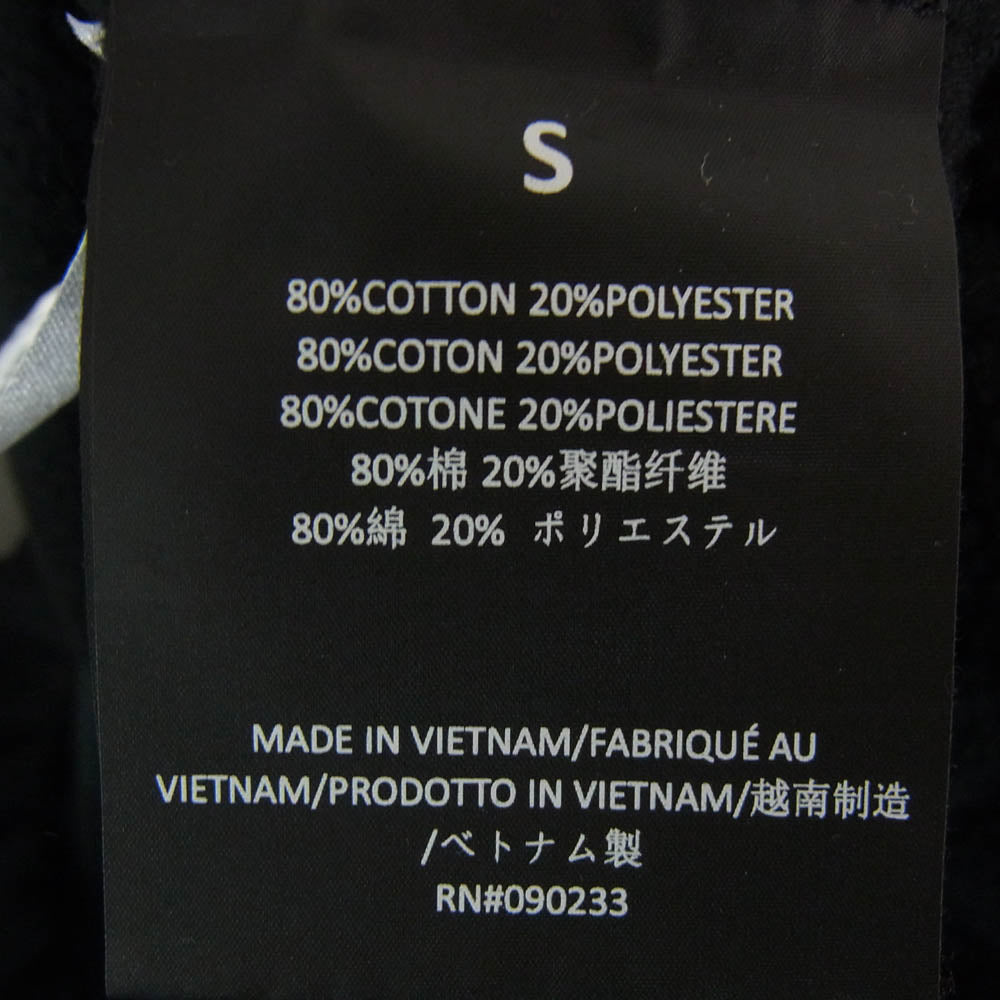 S
80%COTTON 20%POLYESTER
80%COTON 20%POLYESTER
80%COTONE 20%POLIESTERE
80%棉 20%聚酯纤维
80%綿 20% ポリエステル
MADE IN VIETNAM/FABRIQUÉ AU
VIETNAM/PRODOTTO IN VIETNAM/越南制造
/ベトナム製
RN#090233